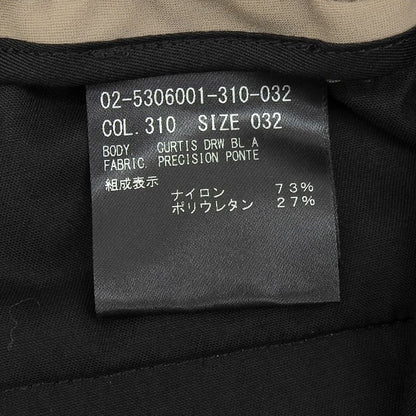 02-5306001-310-032
COL. 310 SIZE 032
BODY CURTIS DRW BL A
FABRIC PRECISION PONTE
組成表示
ナイロン 73%
ポリウレタン 27%